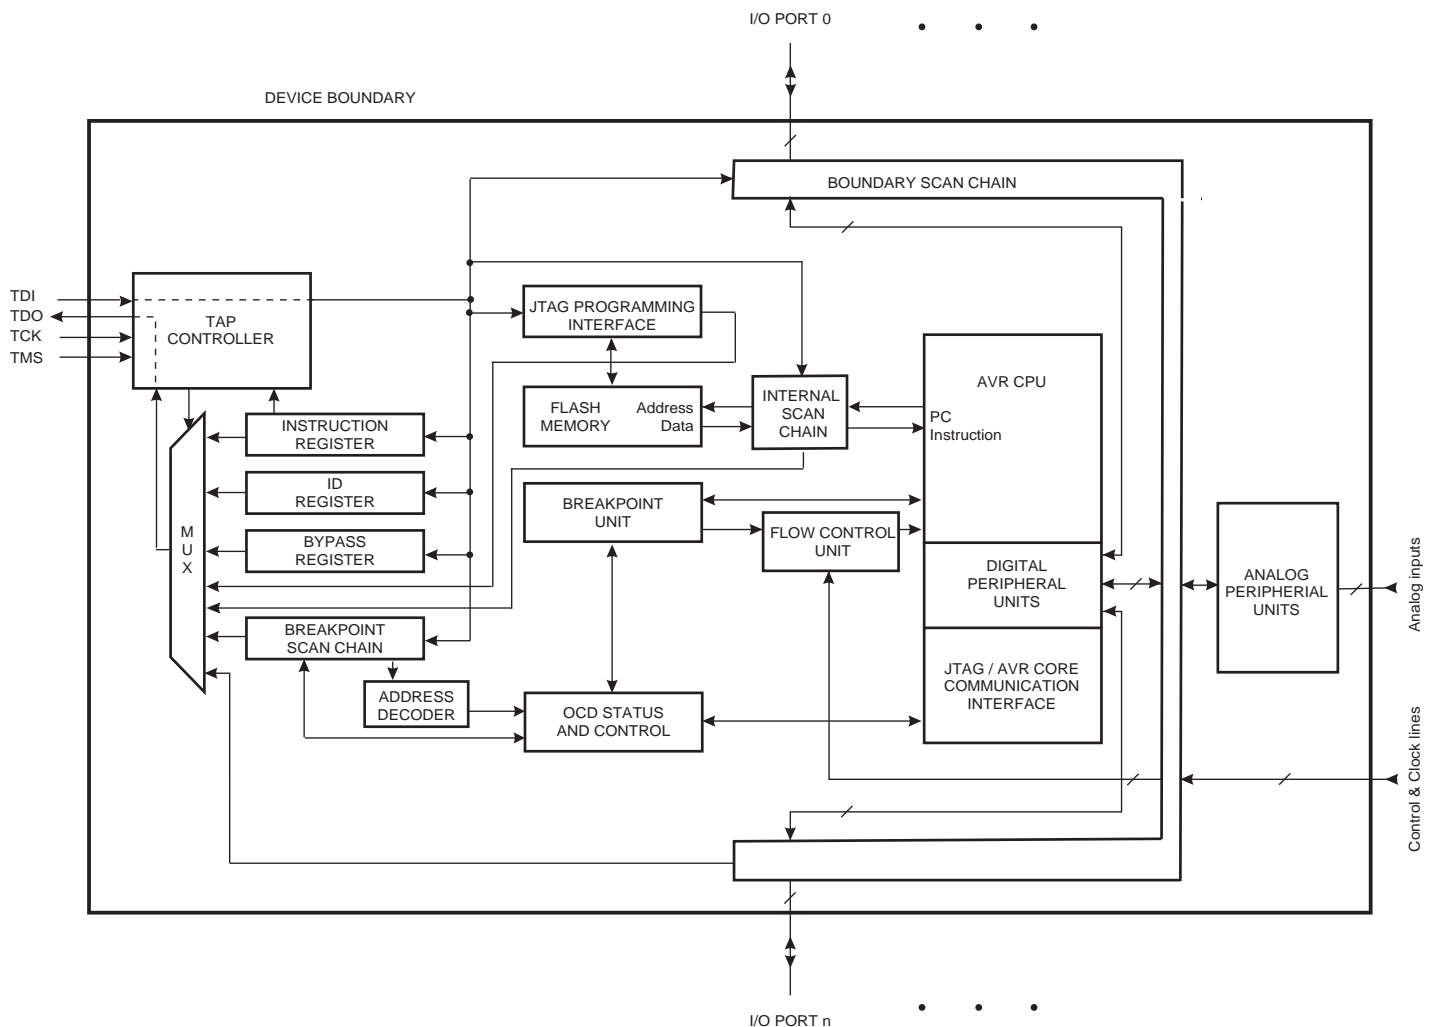 I/O PORT 0
DEVICE BOUNDARY
BOUNDARY SCAN CHAIN
TDI
TDO
TCK
TMS
TAP
CONTROLLER
JTAG PROGRAMMING
INTERFACE
FLASH
MEMORY
Address
Data
INTERNAL
SCAN
CHAIN
AVR CPU
PC
Instruction
INSTRUCTION
REGISTER
ID
REGISTER
BYPASS
REGISTER
M
U
X
BREAKPOINT
UNIT
FLOW CONTROL
UNIT
DIGITAL
PERIPHERAL
UNITS
ANALOG
PERIPHERIAL
UNITS
Analog inputs
BREAKPOINT
SCAN CHAIN
ADDRESS
DECODER
OCD STATUS
AND CONTROL
JTAG / AVR CORE
COMMUNICATION
INTERFACE
Control & Clock lines
I/O PORT n